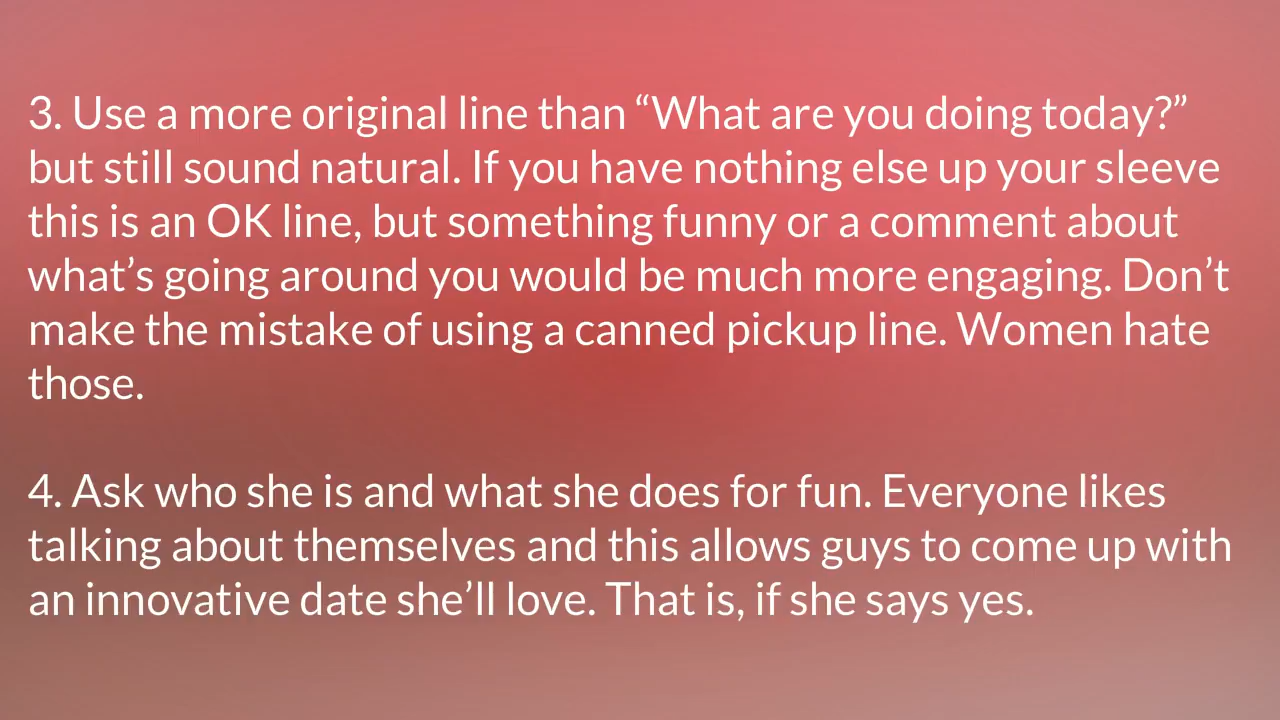 3. Use a more original line than “What are you doing today?”
but still sound natural. If you have nothing else up your sleeve
this is an OK line, but something funny or a comment about
what’s going around you would be much more engaging. Don’t
make the mistake of using a canned pickup line. Women hate
those.
4. Ask who she is and what she does for fun. Everyone likes
talking about themselves and this allows guys to come up with
an innovative date she’ll love. That is, if she says yes.